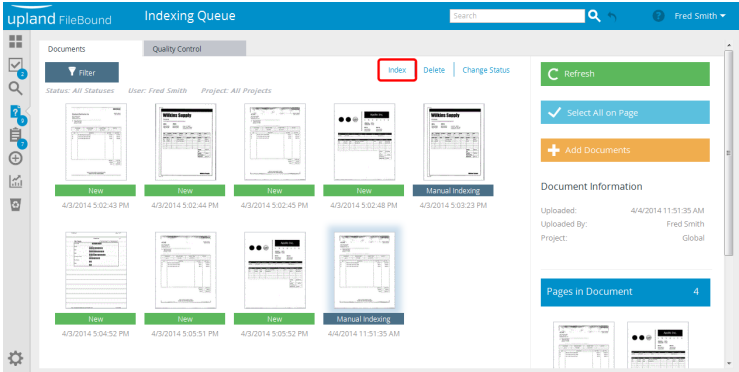 upland FileBound
Indexing Queue
Search
Fred Smith
Documents
Quality Control
Filter
Index
Delete
Change Status
Status: All Statuses User: Fred Smith Project: All Projects
2
9
7
Wilkins Supply
Wilkins Supply
New
New
New
New
Manual Indexing
4/3/2014 5:02:43 PM
4/3/2014 5:02:44 PM
4/3/2014 5:02:45 PM
4/3/2014 5:02:48 PM
4/3/2014 5:03:23 PM
New
New
New
Manual Indexing
4/3/2014 5:04:52 PM
4/3/2014 5:05:51 PM
4/3/2014 5:05:52 PM
4/4/2014 11:51:35 AM
Refresh
Select All on Page
Add Documents
Document Information
Uploaded: 4/4/2014 11:51:35 AM
Uploaded By: Fred Smith
Project: Global
Pages in Document 4